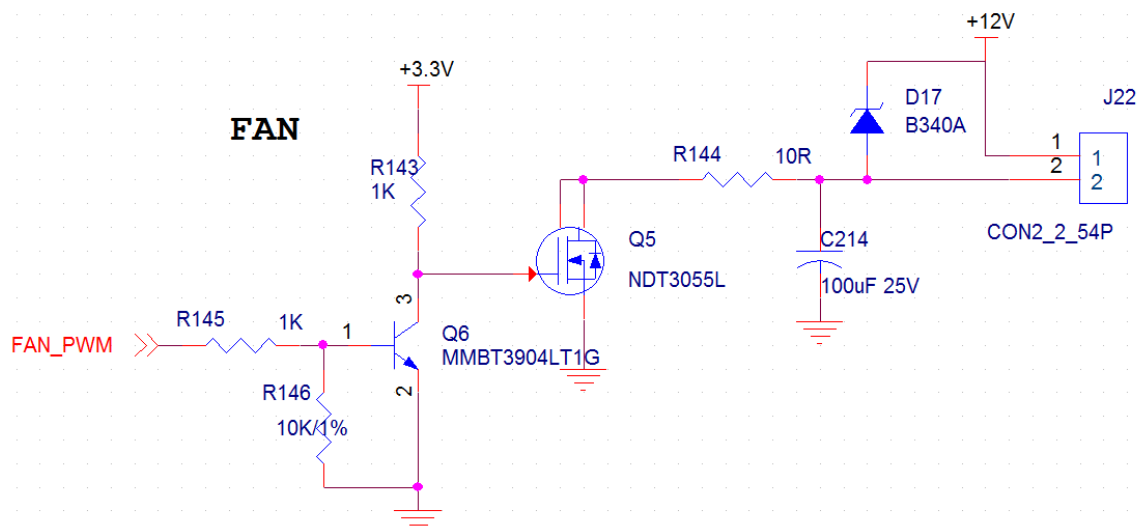 +12V
+3.3V
D17
B340A
J22
FAN
R143
1K
R144 10R
1 1
2 2
Q5
NDT3055L
C214
100uF 25V
CON2_2_54P
3
FAN_PWM
R145 1K
1
Q6
MMBT3904LT1G
R146
10K/1%
2